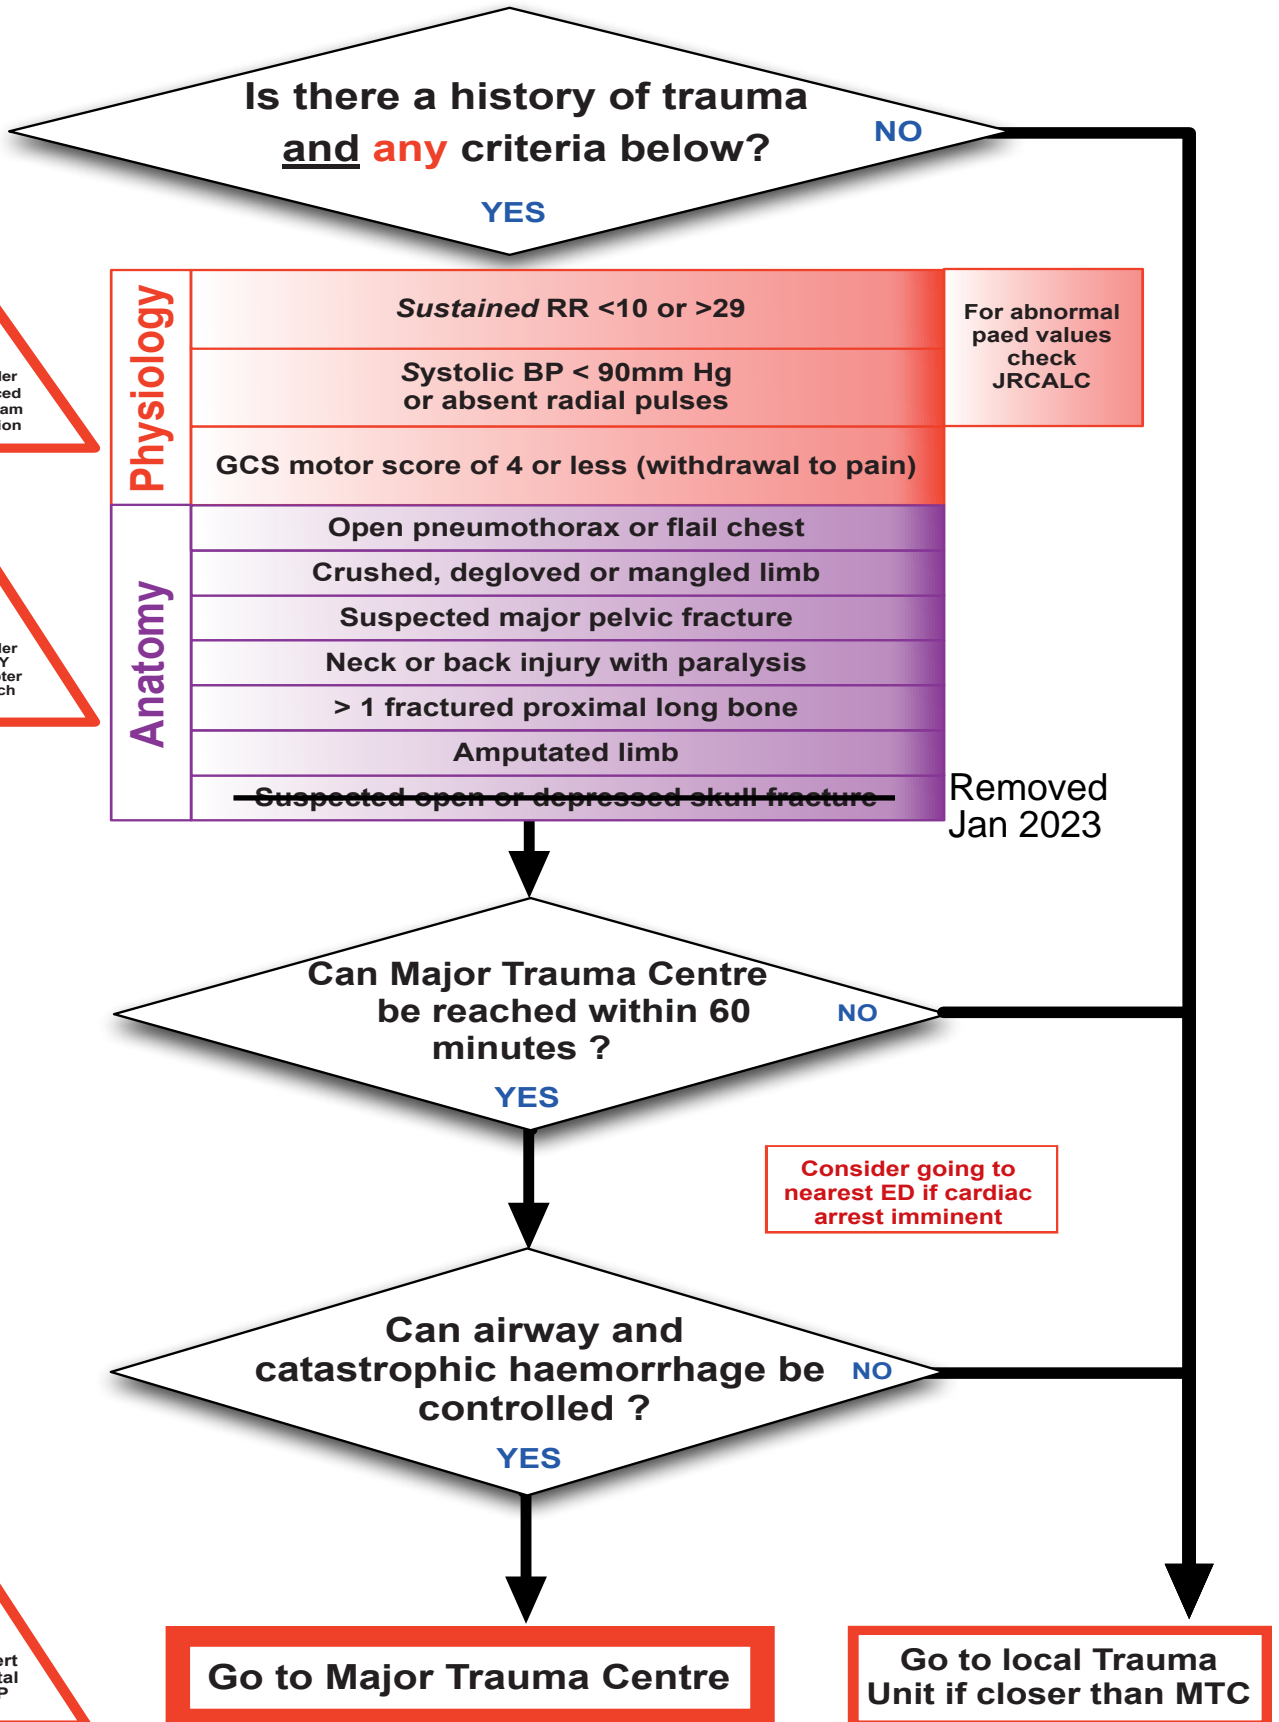 Is there a history of trauma
and any criteria below?
NO
YES
Physiology
Sustained RR <10 or >29
Systolic BP < 90mm Hg
or absent radial pulses
GCS motor score of 4 or less (withdrawal to pain)
For abnormal
paed values
check
JRCALC
Anatomy
Open pneumothorax or flail chest
Crushed, degloved or mangled limb
Suspected major pelvic fracture
Neck or back injury with paralysis
> 1 fractured proximal long bone
Amputated limb
Suspected open or depressed skull fracture
Removed
Jan 2023
Can Major Trauma Centre
be reached within 60
minutes ?
NO
YES
Consider going to
nearest ED if cardiac
arrest imminent
Can airway and
catastrophic haemorrhage be
controlled ?
NO
YES
Go to Major Trauma Centre
Go to local Trauma
Unit if closer than MTC